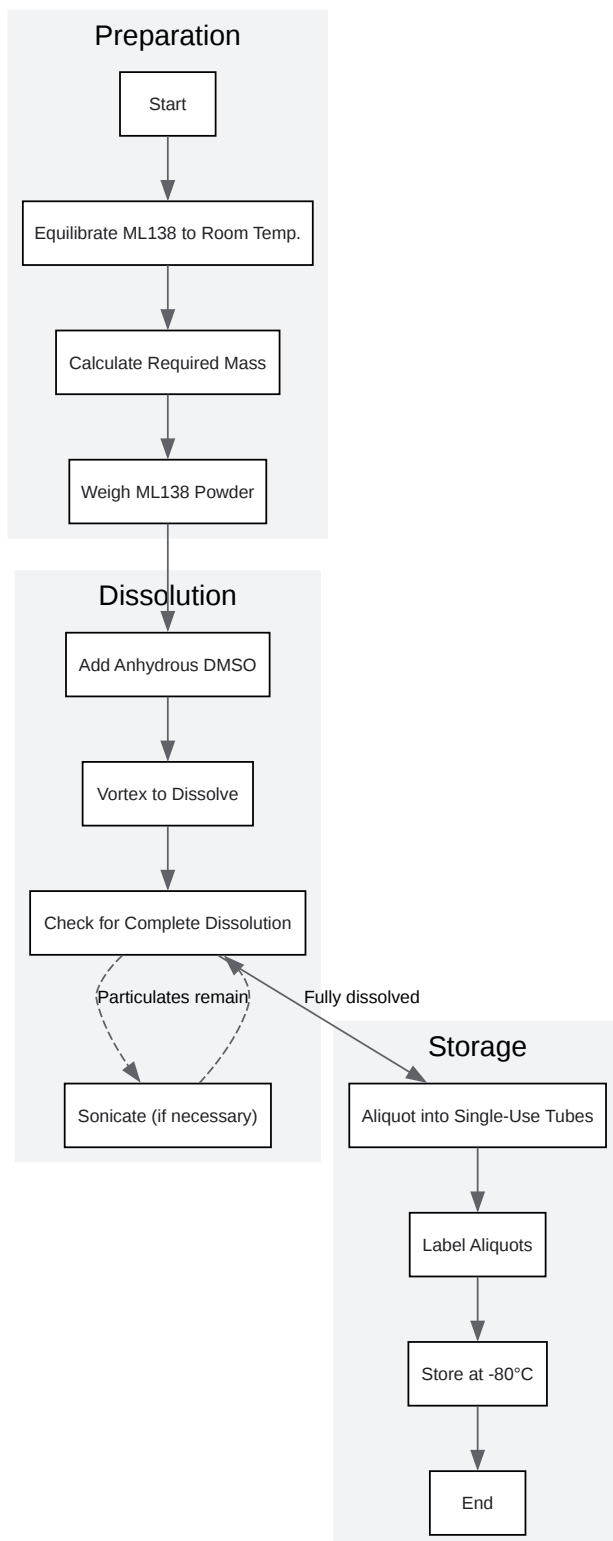 Preparation
Start
Equilibrate ML138 to Room Temp.
Calculate Required Mass
Weigh ML138 Powder
Dissolution
Add Anhydrous DMSO
Vortex to Dissolve
Check for Complete Dissolution
Particulates remain
Fully dissolved
Sonicate (if necessary)
Storage
Aliquot into Single-Use Tubes
Label Aliquots
Store at -80°C
End